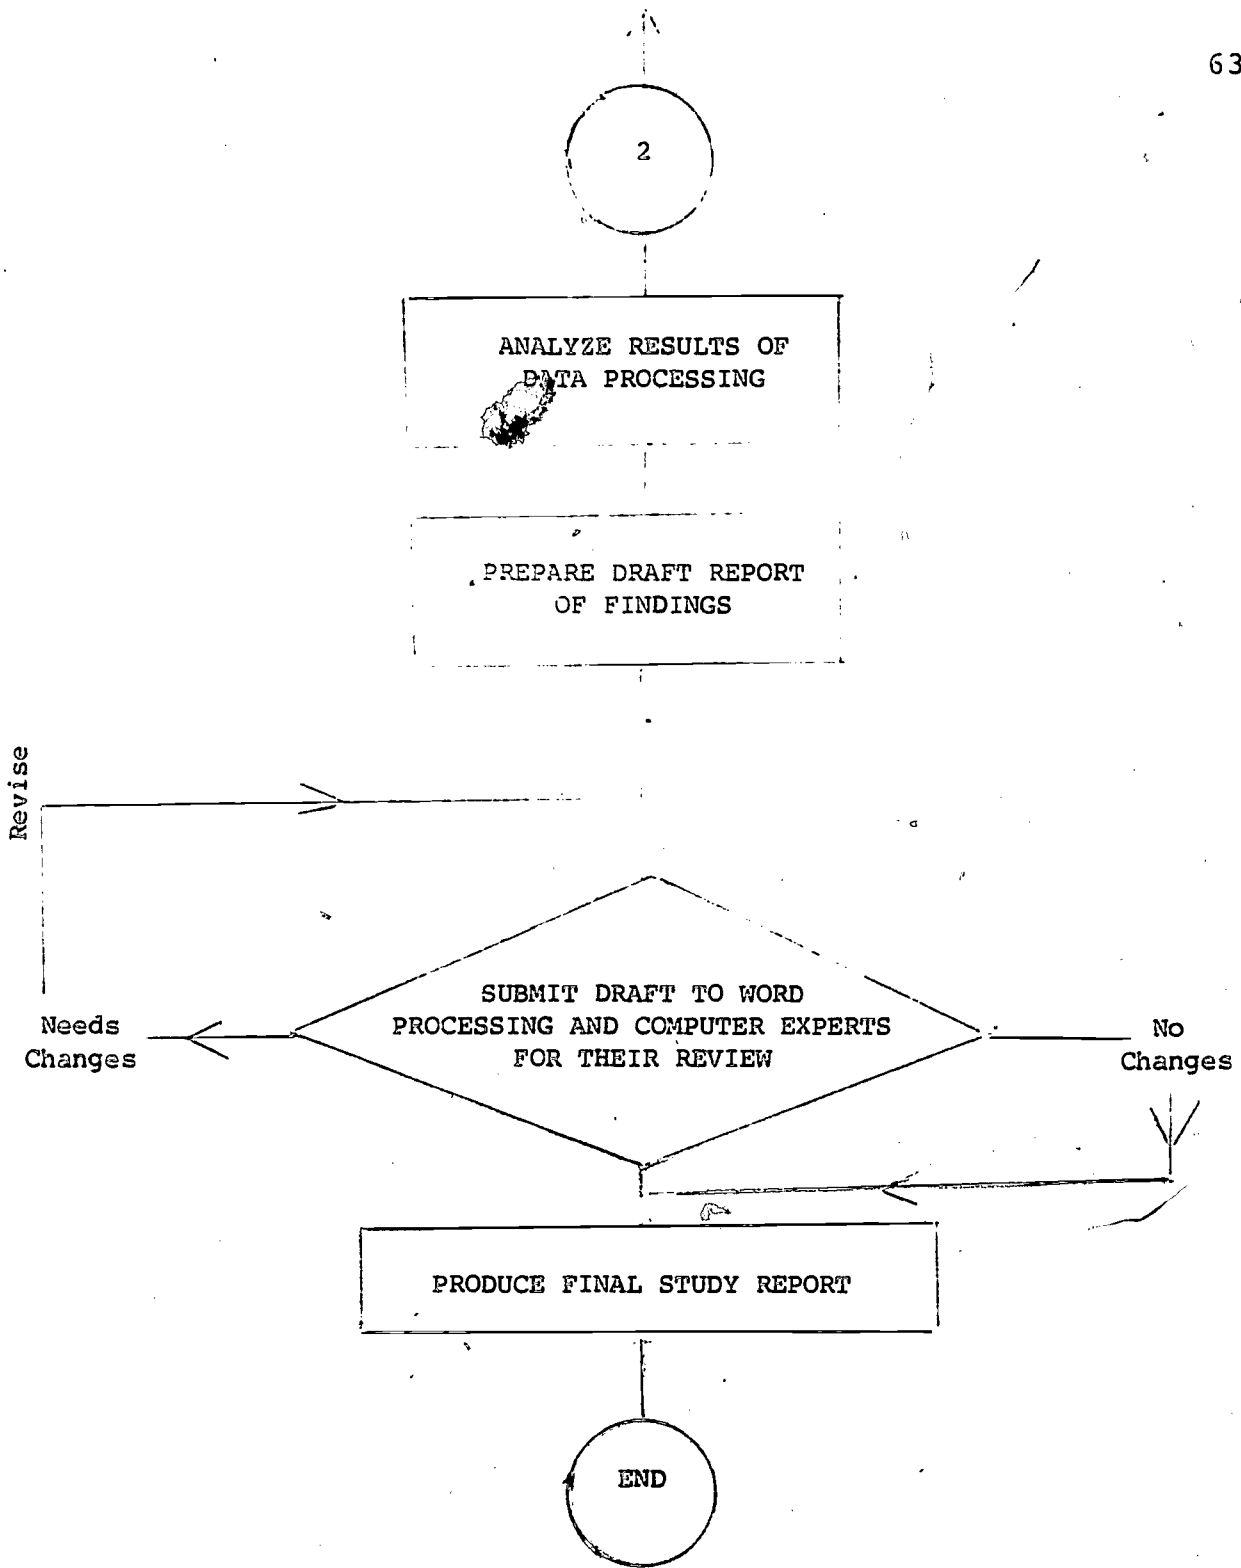 63
2
ANALYZE RESULTS OF
DATA PROCESSING
PREPARE DRAFT REPORT
OF FINDINGS
Revise
SUBMIT DRAFT TO WORD
PROCESSING AND COMPUTER EXPERTS
FOR THEIR REVIEW
Needs
Changes
No
Changes
PRODUCE FINAL STUDY REPORT
END